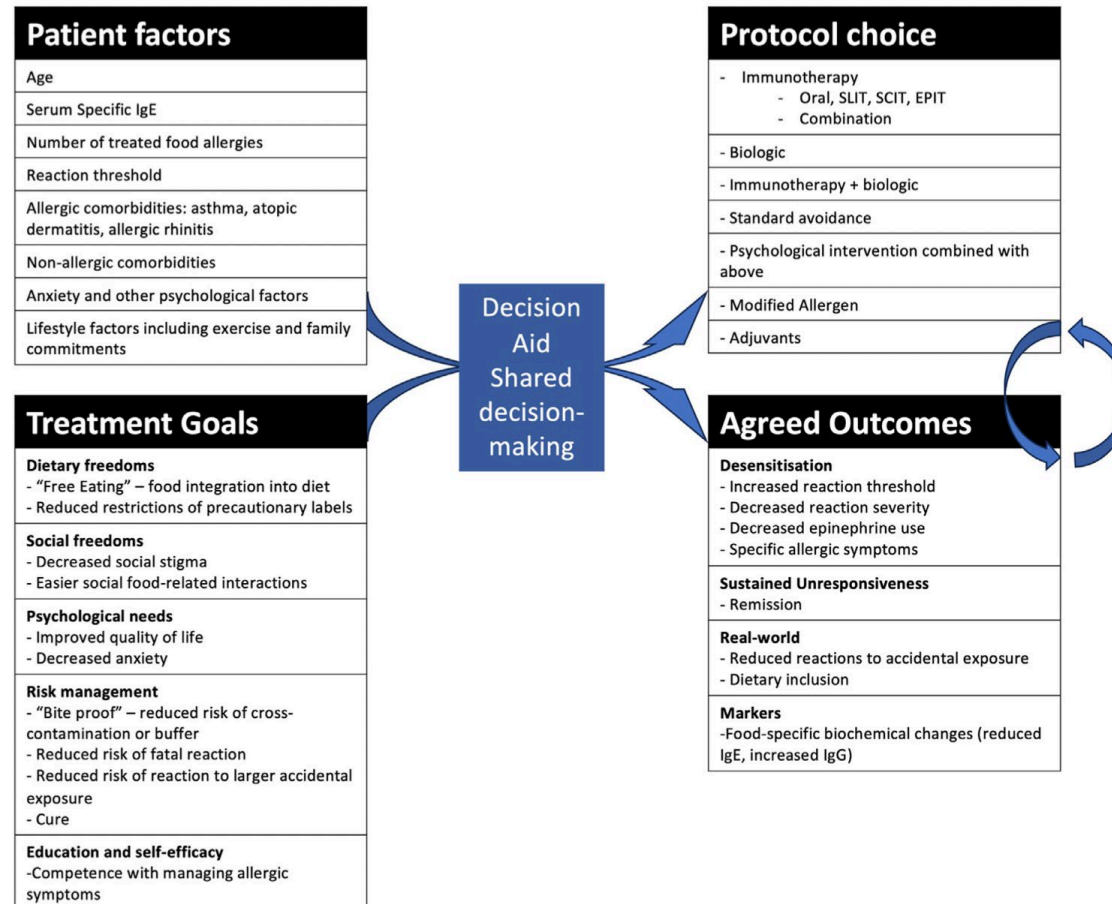 Patient factors
Age
Serum Specific IgE
Number of treated food allergies
Reaction threshold
Allergic comorbidities: asthma, atopic
dermatitis, allergic rhinitis
Non-allergic comorbidities
Anxiety and other psychological factors
Lifestyle factors including exercise and family
commitments
Treatment Goals
Dietary freedoms
- “Free Eating” – food integration into diet
- Reduced restrictions of precautionary labels
Social freedoms
- Decreased social stigma
- Easier social food-related interactions
Psychological needs
- Improved quality of life
- Decreased anxiety
Risk management
- “Bite proof” – reduced risk of cross-
contamination or buffer
- Reduced risk of fatal reaction
- Reduced risk of reaction to larger accidental
exposure
- Cure
Education and self-efficacy
-Competence with managing allergic
symptoms
Decision
Aid
Shared
decision-
making
Protocol choice
- Immunotherapy
- Oral, SLIT, SCIT, EPIT
- Combination
- Biologic
- Immunotherapy + biologic
- Standard avoidance
- Psychological intervention combined with
above
- Modified Allergen
- Adjuvants
Agreed Outcomes
Desensitisation
- Increased reaction threshold
- Decreased reaction severity
- Decreased epinephrine use
- Specific allergic symptoms
Sustained Unresponsiveness
- Remission
Real-world
- Reduced reactions to accidental exposure
- Dietary inclusion
Markers
-Food-specific biochemical changes (reduced
IgE, increased IgG)